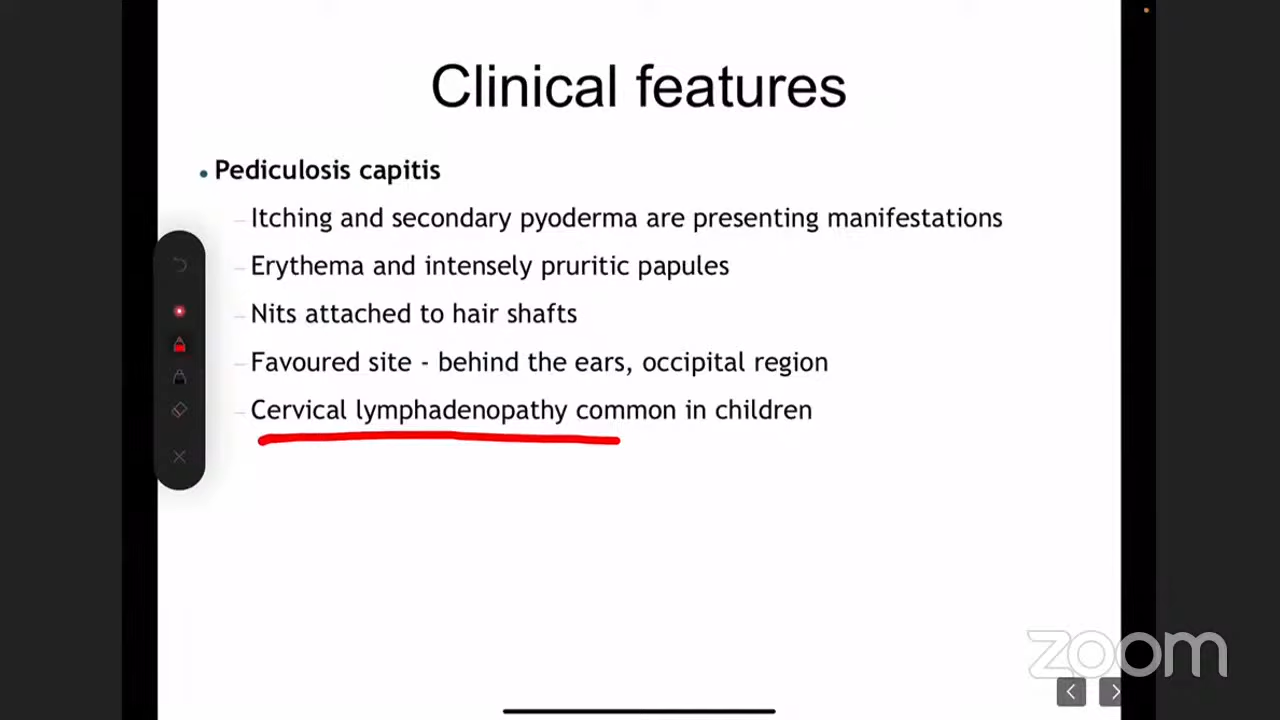 Clinical features
• Pediculosis capitis
– Itching and secondary pyoderma are presenting manifestations
– Erythema and intensely pruritic papules
– Nits attached to hair shafts
– Favoured site - behind the ears, occipital region
– Cervical lymphadenopathy common in children
zoom